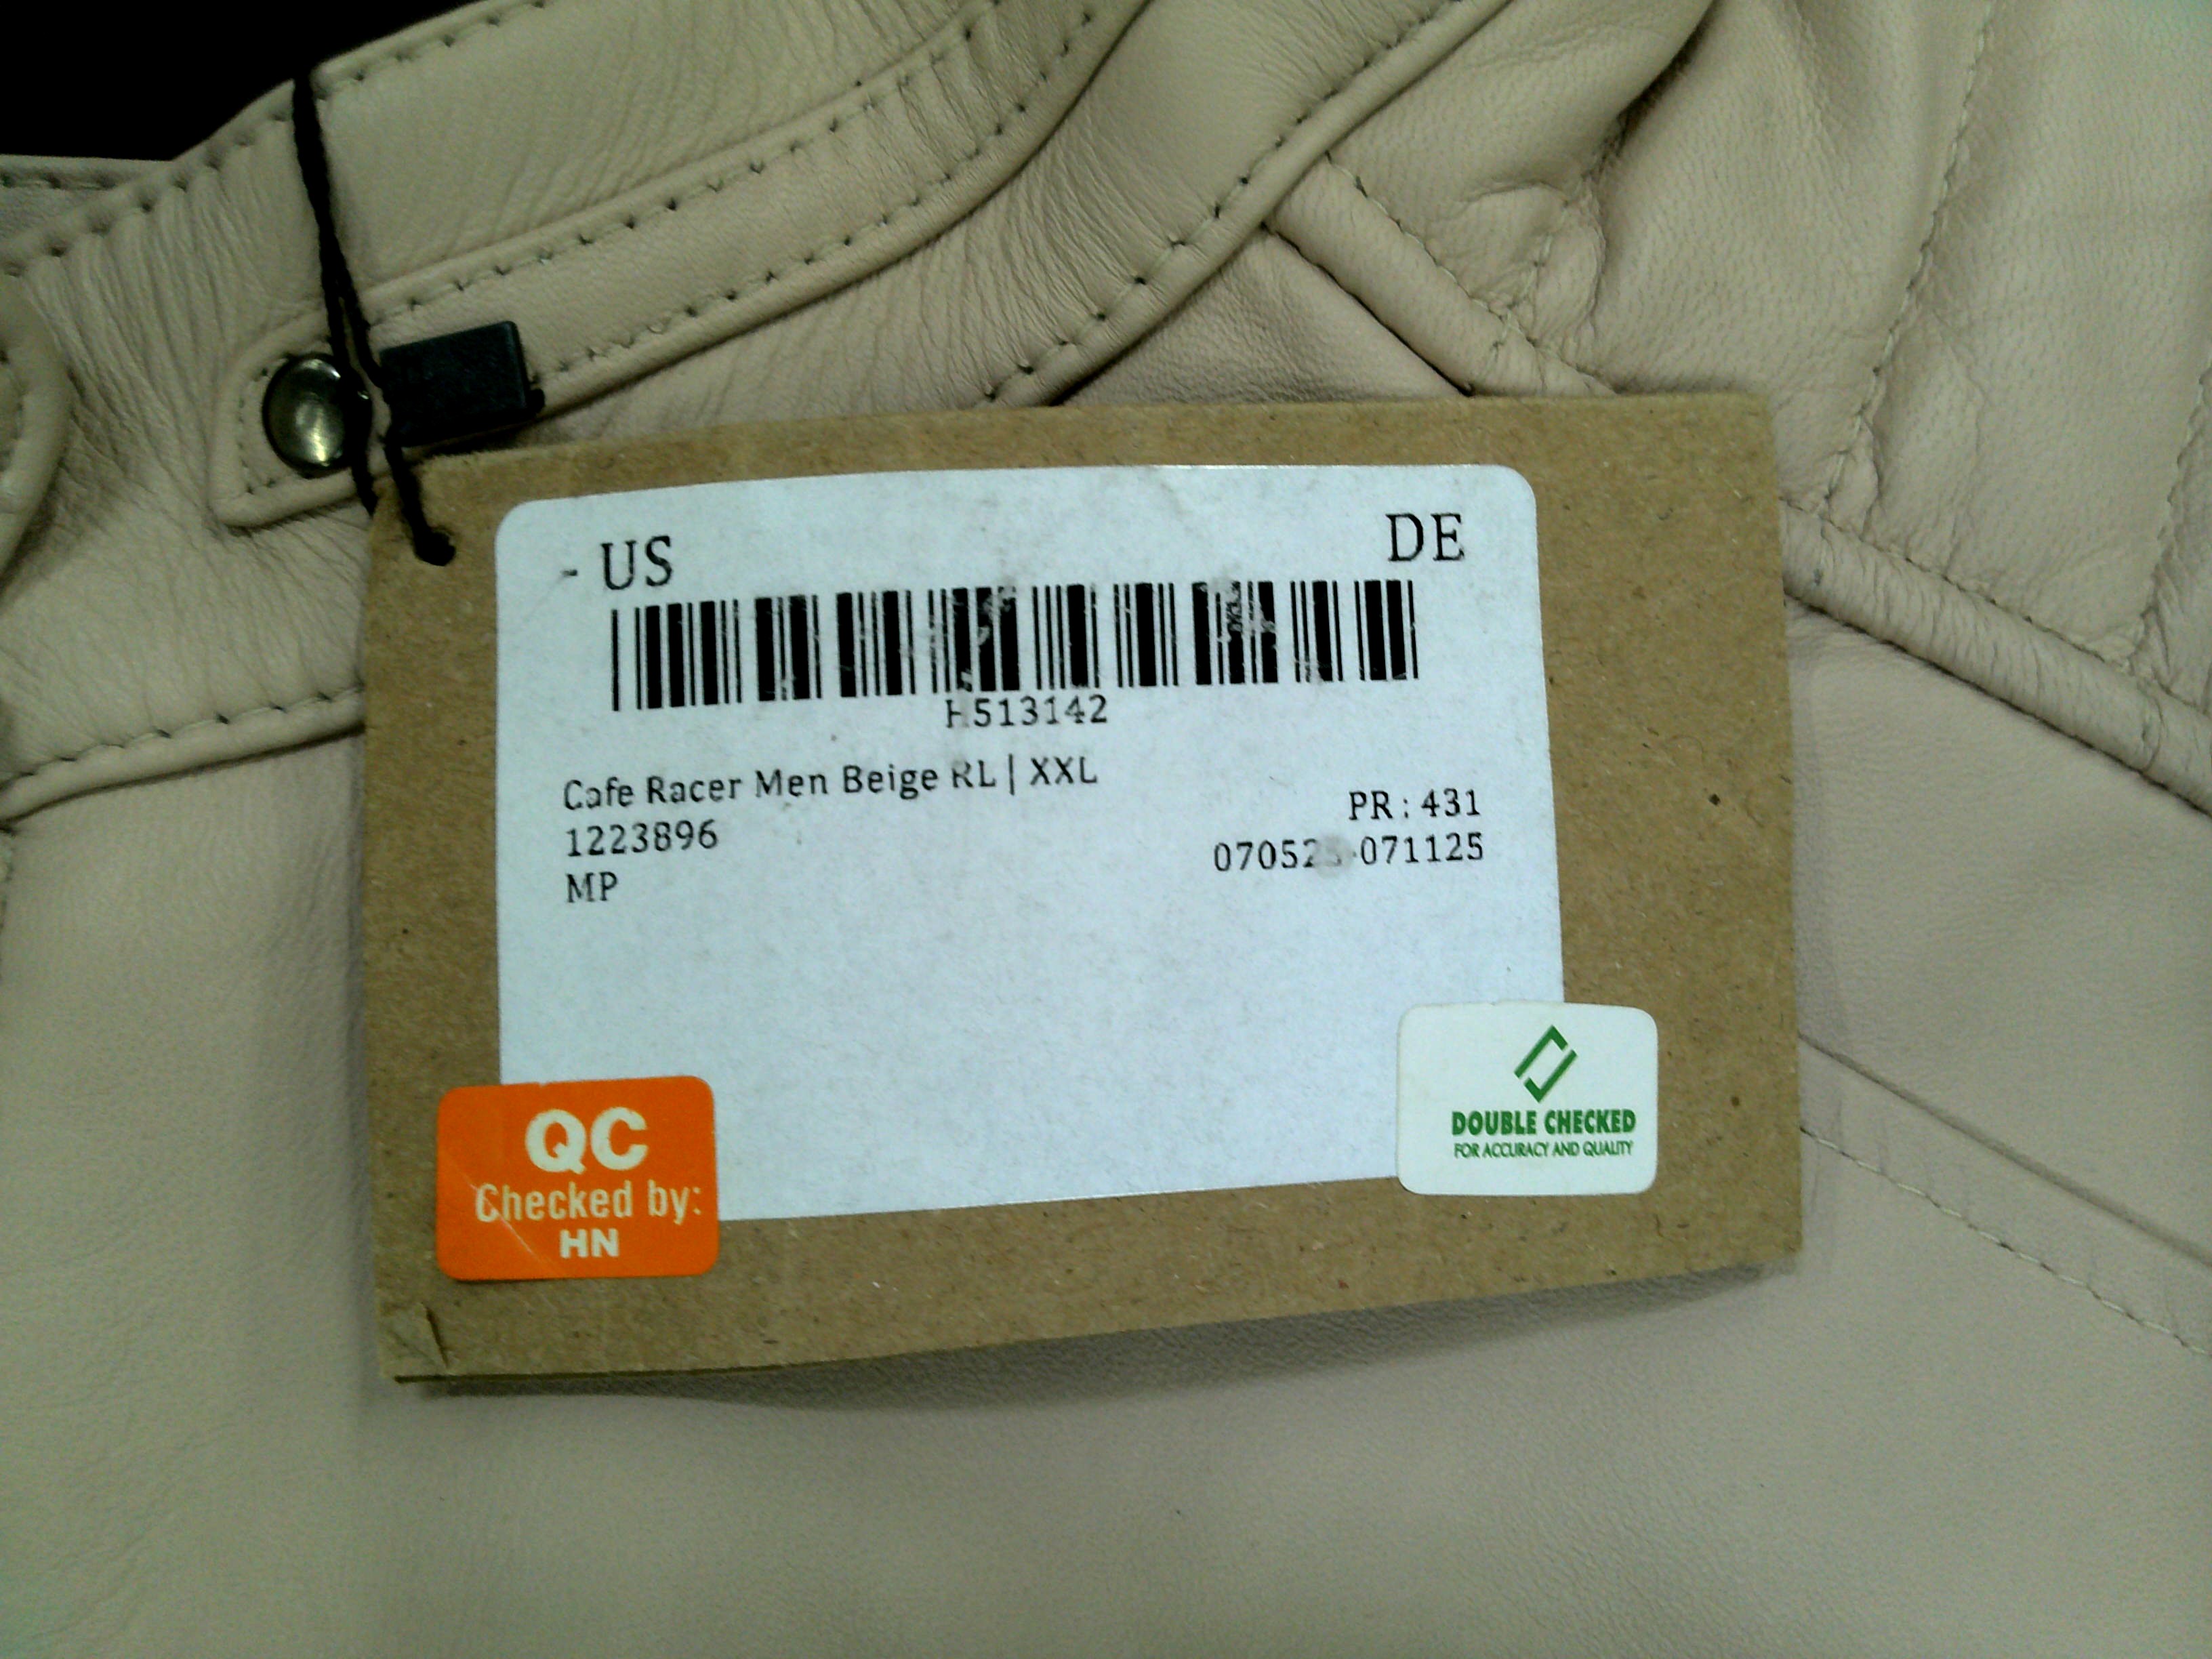 - US DE
H513142
Cafe Racer Men Beige RL | XXL
1223896
PR : 431
071125
MP
QC
Checked by:
HN
DOUBLE CHECKED
FOR ACCURACY AND QUALITY